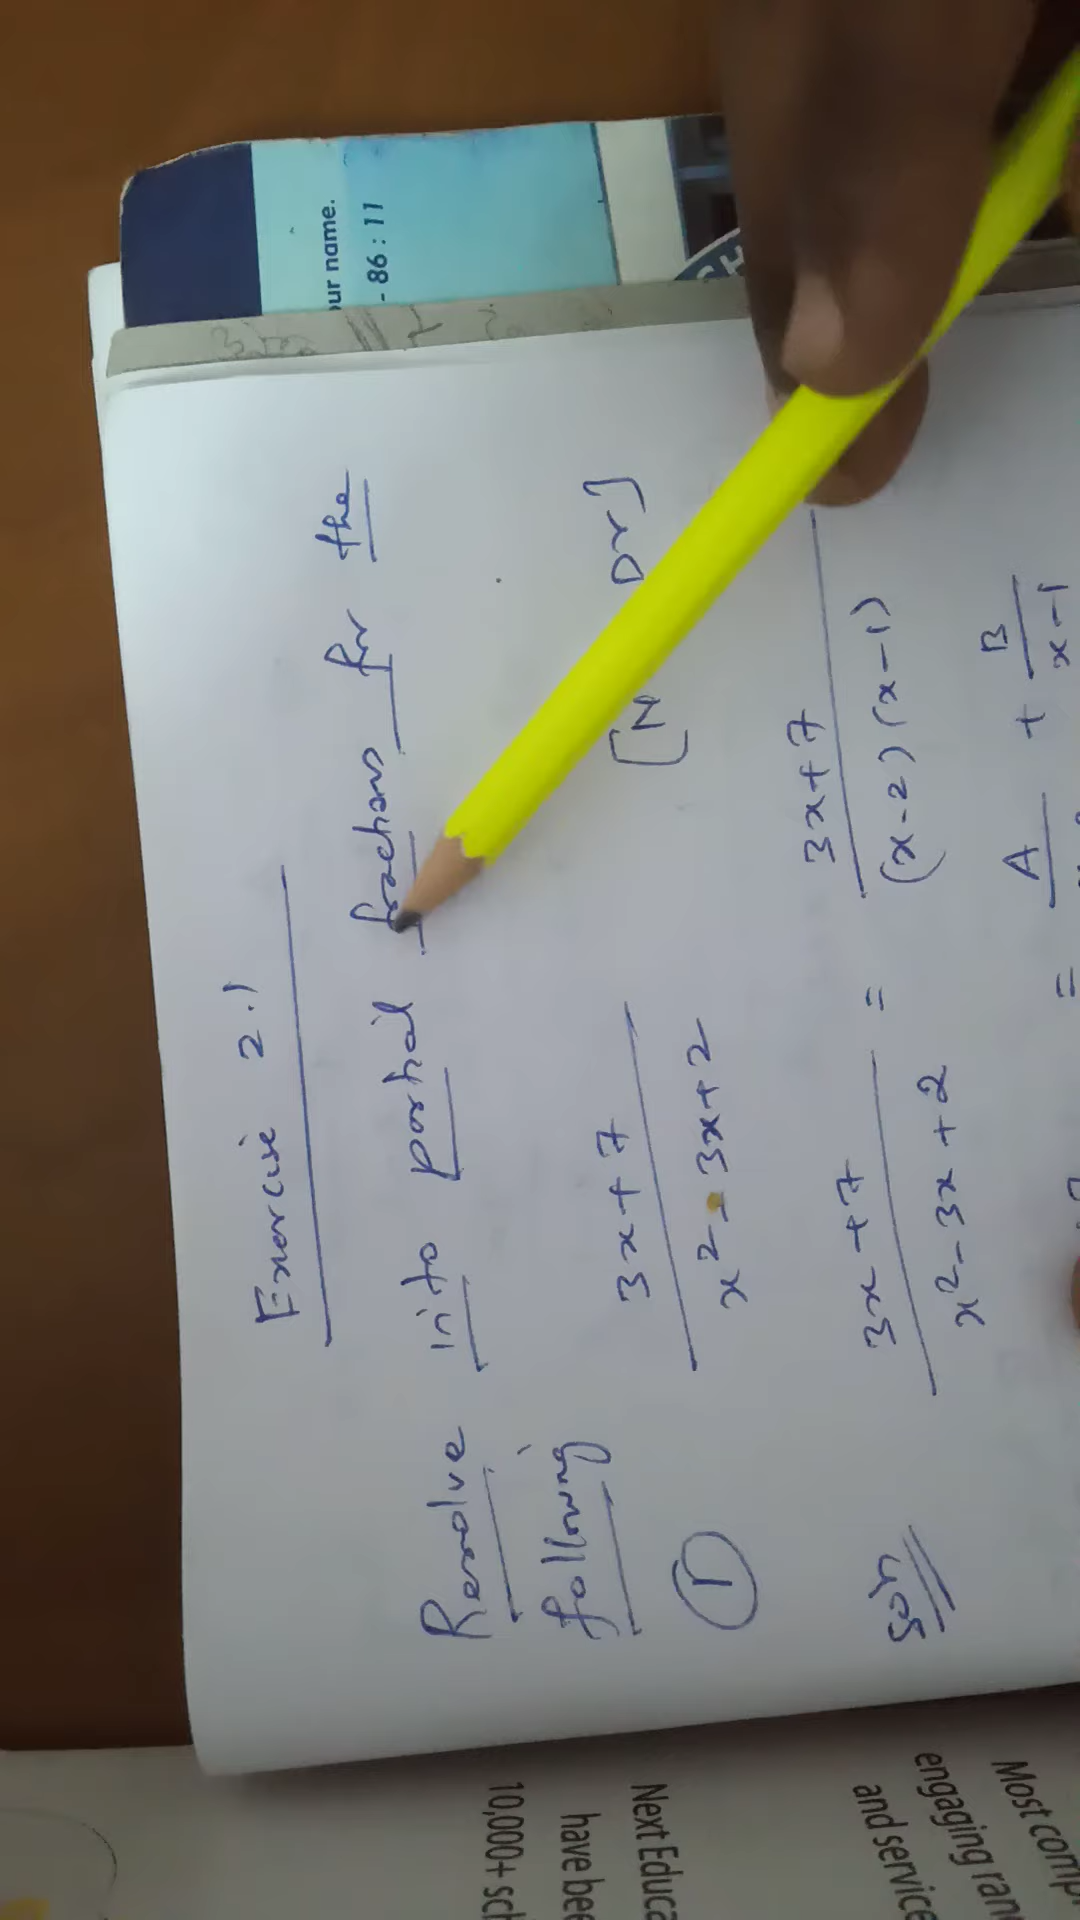 our name.
- 86 : 11
Exercise 2.1
Resolve into partial fractions for the
following
1 3x+7
x2-3x+2
[N Dr]
Soln 3x+7 = 3x+7
x2-3x+2 (x-2)(x-1)
= A + B
x-1
Next Educa
have bee
10,000+ sch
Most comp
engaging ran
and service